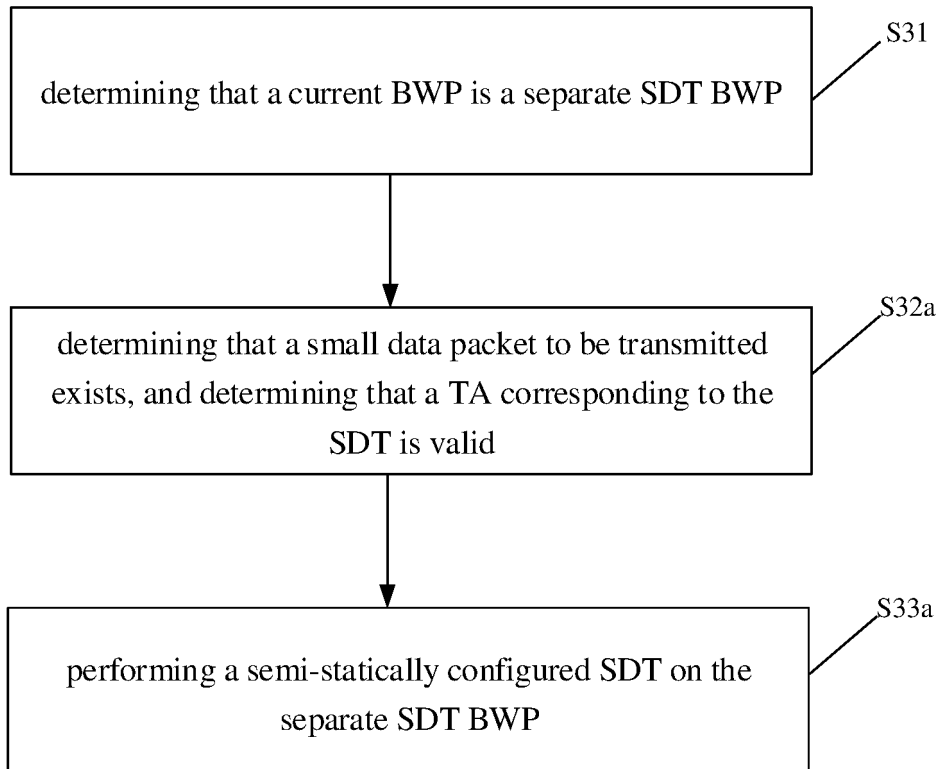 S31
determining that a current BWP is a separate SDT BWP
S32a
determining that a small data packet to be transmitted
exists, and determining that a TA corresponding to the
SDT is valid
S33a
performing a semi-statically configured SDT on the
separate SDT BWP